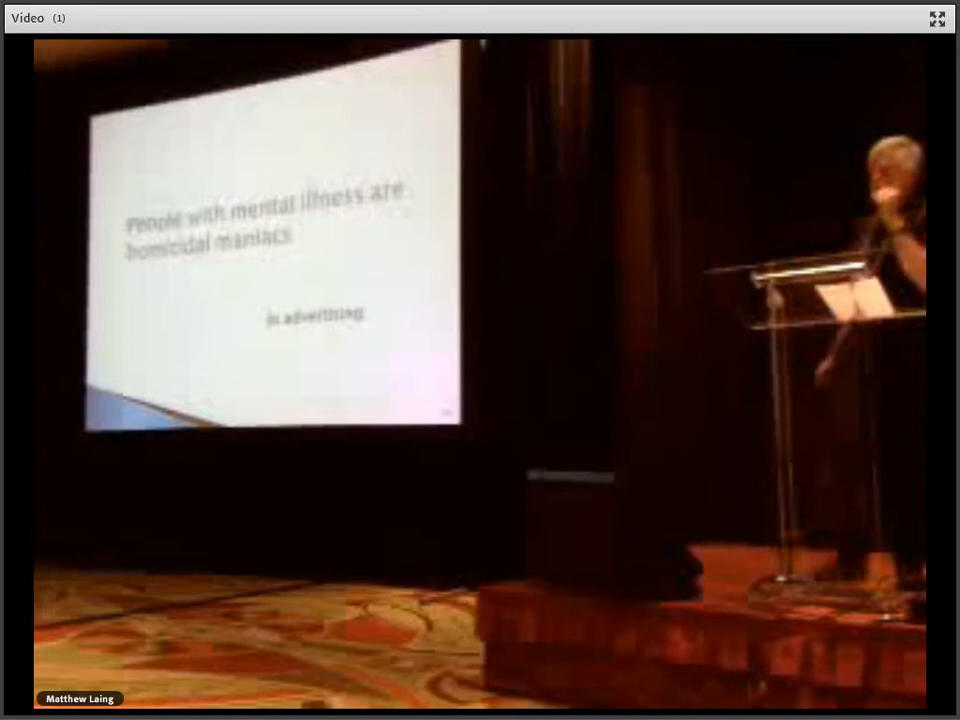 Video (1)
People with mental illness are
homicidal maniacs
in advertising
Matthew Laing